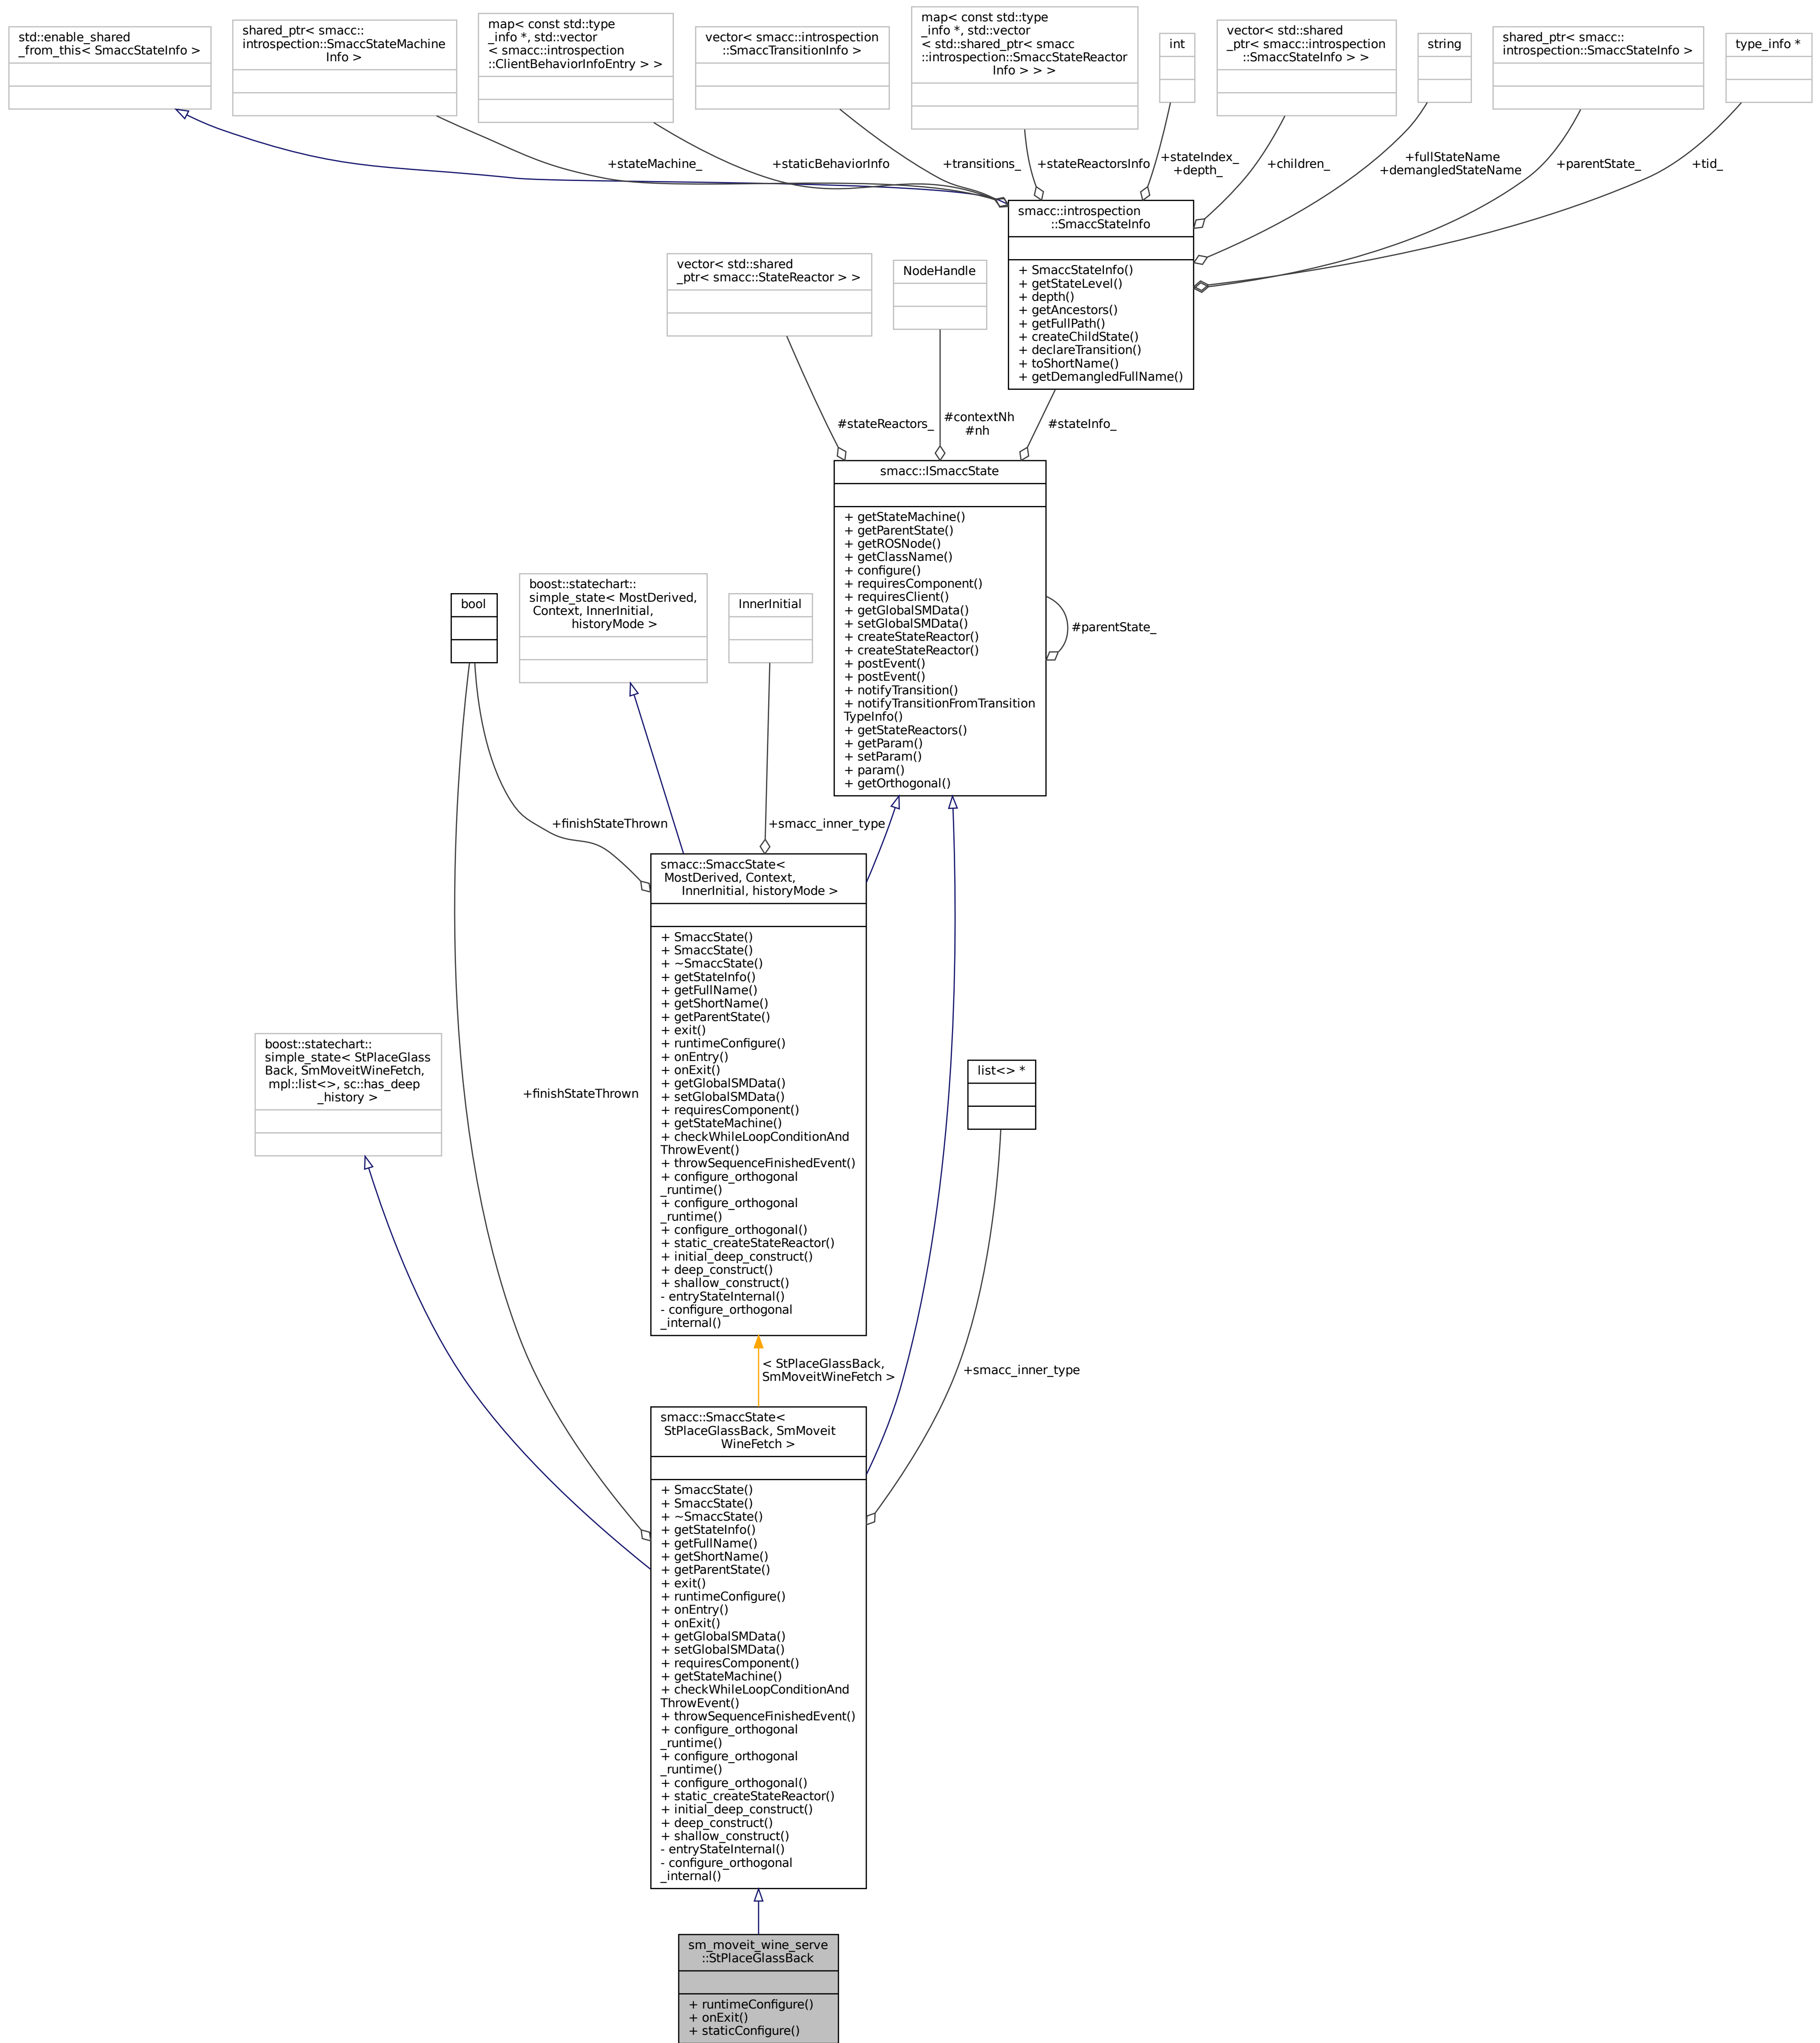 std::enable_shared
_from_this< SmaccStateInfo >
shared_ptr< smacc::
introspection::SmaccStateMachine
Info >
map< const std::type
_info *, std::vector
< smacc::introspection
::ClientBehaviorInfoEntry > >
vector< smacc::introspection
::SmaccTransitionInfo >
map< const std::type
_info *, std::vector
< std::shared_ptr< smacc
::introspection::SmaccStateReactor
Info > > >
int
vector< std::shared
_ptr< smacc::introspection
::SmaccStateInfo > >
string
shared_ptr< smacc::
introspection::SmaccStateInfo >
type_info *
+stateMachine_
+staticBehaviorInfo
+transitions_
+stateReactorsInfo
+stateIndex_
+depth_
+children_
+fullStateName
+demangledStateName
+parentState_
+tid_
smacc::introspection
::SmaccStateInfo
+ SmaccStateInfo()
+ getStateLevel()
+ depth()
+ getAncestors()
+ getFullPath()
+ createChildState()
+ declareTransition()
+ toShortName()
+ getDemangledFullName()
vector< std::shared
_ptr< smacc::StateReactor > >
NodeHandle
#stateReactors_
#contextNh
#nh
#stateInfo_
smacc::ISmaccState
+ getStateMachine()
+ getParentState()
+ getROSNode()
+ getClassName()
+ configure()
+ requiresComponent()
+ requiresClient()
+ getGlobalSMData()
+ setGlobalSMData()
+ createStateReactor()
+ createStateReactor()
+ postEvent()
+ postEvent()
+ notifyTransition()
+ notifyTransitionFromTransition
TypeInfo()
+ getStateReactors()
+ getParam()
+ setParam()
+ param()
+ getOrthogonal()
#parentState_
bool
boost::statechart::
simple_state< MostDerived,
Context, InnerInitial,
historyMode >
InnerInitial
+finishStateThrown
+smacc_inner_type
smacc::SmaccState<
MostDerived, Context,
InnerInitial, historyMode >
+ SmaccState()
+ SmaccState()
+ ~SmaccState()
+ getStateInfo()
+ getFullName()
+ getShortName()
+ getParentState()
+ exit()
+ runtimeConfigure()
+ onEntry()
+ onExit()
+ getGlobalSMData()
+ setGlobalSMData()
+ requiresComponent()
+ getStateMachine()
+ checkWhileLoopConditionAnd
ThrowEvent()
+ throwSequenceFinishedEvent()
+ configure_orthogonal
_runtime()
+ configure_orthogonal
_runtime()
+ configure_orthogonal()
+ static_createStateReactor()
+ initial_deep_construct()
+ deep_construct()
+ shallow_construct()
- entryStateInternal()
- configure_orthogonal
_internal()
boost::statechart::
simple_state< StPlaceGlass
Back, SmMoveitWineFetch,
mpl::list<>, sc::has_deep
_history >
+finishStateThrown
list<> *
< StPlaceGlassBack,
SmMoveitWineFetch >
+smacc_inner_type
smacc::SmaccState<
StPlaceGlassBack, SmMoveit
WineFetch >
+ SmaccState()
+ SmaccState()
+ ~SmaccState()
+ getStateInfo()
+ getFullName()
+ getShortName()
+ getParentState()
+ exit()
+ runtimeConfigure()
+ onEntry()
+ onExit()
+ getGlobalSMData()
+ setGlobalSMData()
+ requiresComponent()
+ getStateMachine()
+ checkWhileLoopConditionAnd
ThrowEvent()
+ throwSequenceFinishedEvent()
+ configure_orthogonal
_runtime()
+ configure_orthogonal
_runtime()
+ configure_orthogonal()
+ static_createStateReactor()
+ initial_deep_construct()
+ deep_construct()
+ shallow_construct()
- entryStateInternal()
- configure_orthogonal
_internal()
sm_moveit_wine_serve
::StPlaceGlassBack
+ runtimeConfigure()
+ onExit()
+ staticConfigure()